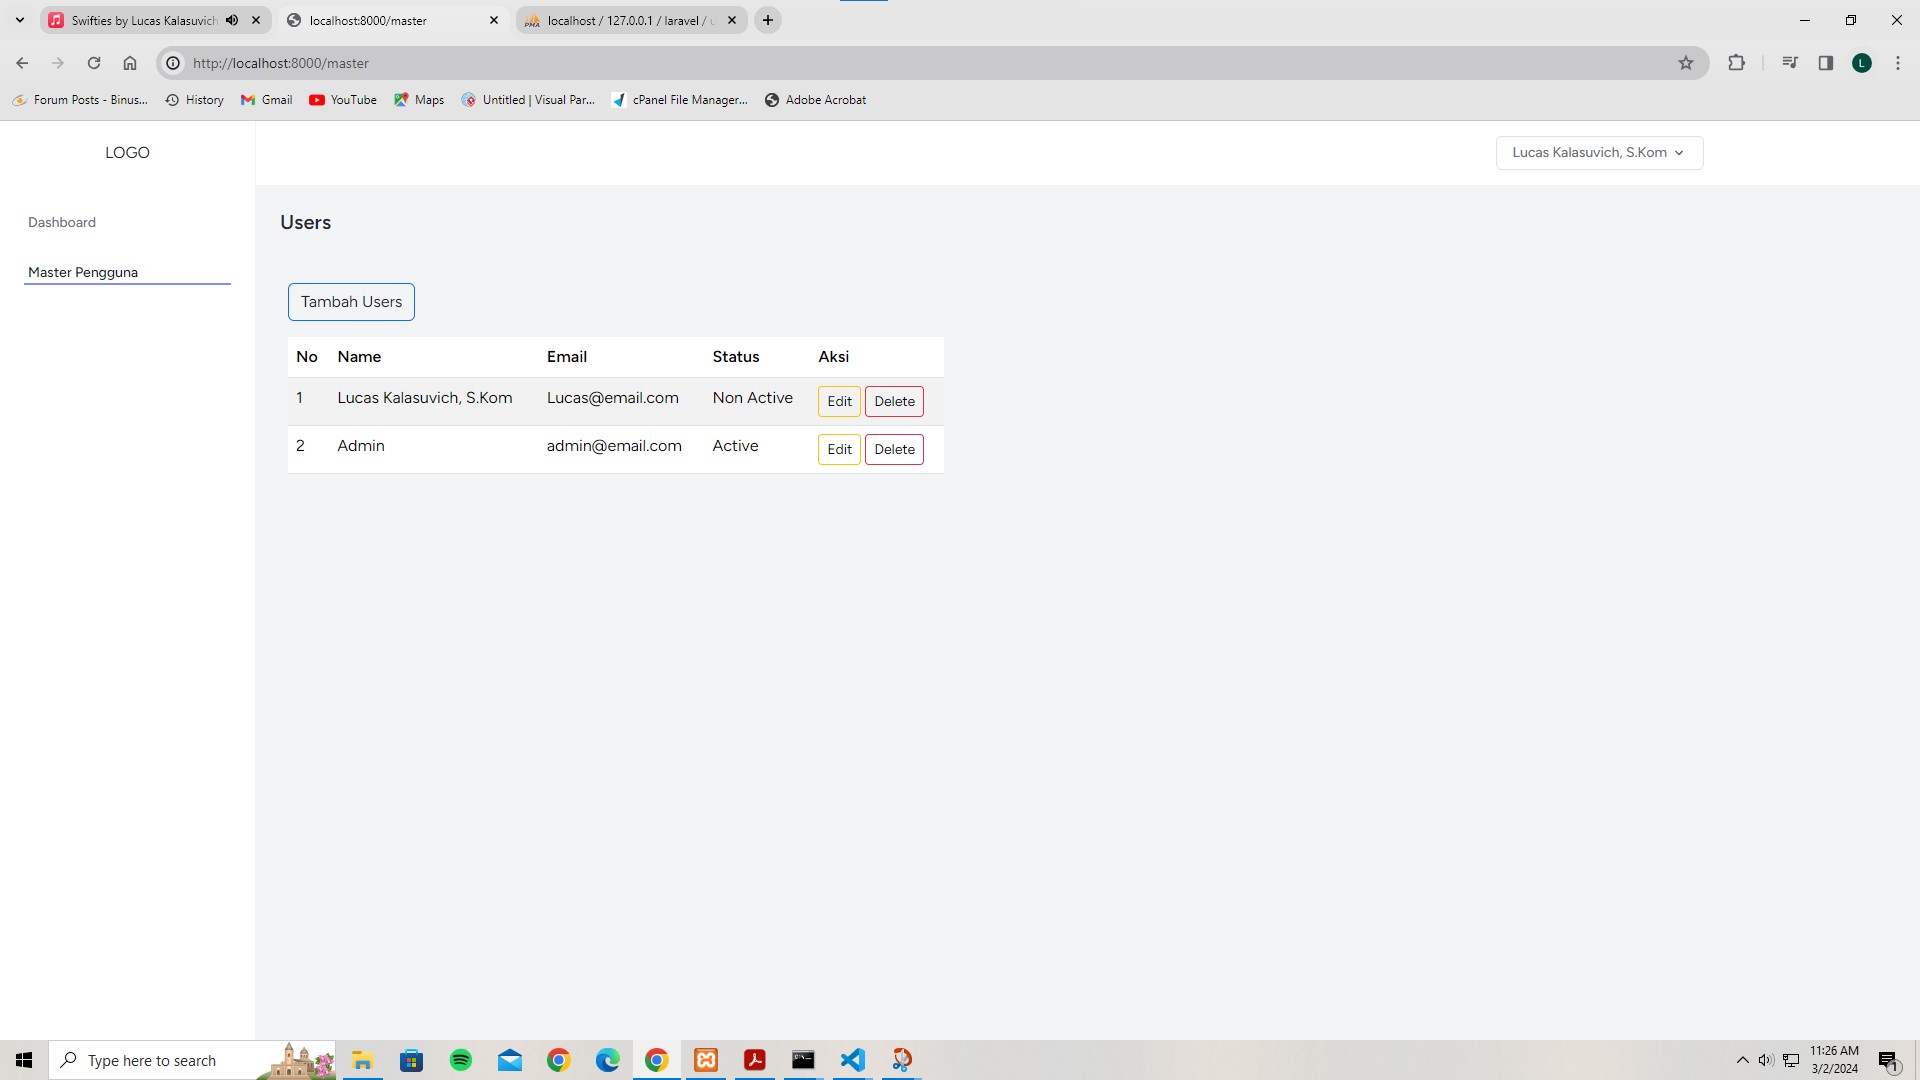 Swifties by Lucas Kalasuvich
localhost:8000/master
localhost / 127.0.0.1 / laravel / u
http://localhost:8000/master
L
Forum Posts - Binus...
History
Gmail
YouTube
Maps
Untitled | Visual Par...
cPanel File Manager...
Adobe Acrobat
LOGO
Lucas Kalasuvich, S.Kom
Dashboard
Master Pengguna
Users
Tambah Users
No Name Email Status Aksi
1 Lucas Kalasuvich, S.Kom Lucas@email.com Non Active Edit Delete
2 Admin admin@email.com Active Edit Delete
Type here to search
11:26 AM
3/2/2024
1